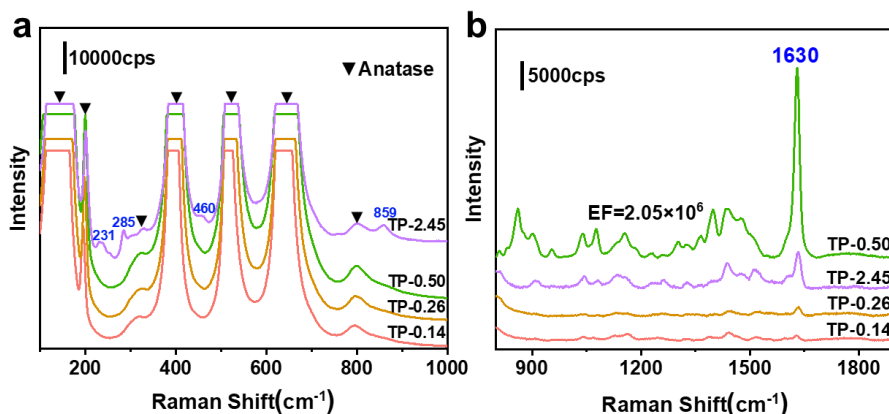 a
10000cps
▼Anatase
231
285
460
859
TP-2.45
TP-0.50
TP-0.26
TP-0.14
Intensity
200
400
600
800
1000
Raman Shift(cm⁻¹)
b
5000cps
1630
EF=2.05×10⁶
TP-0.50
TP-2.45
TP-0.26
TP-0.14
Intensity
900
1200
1500
1800
Raman Shift(cm⁻¹)